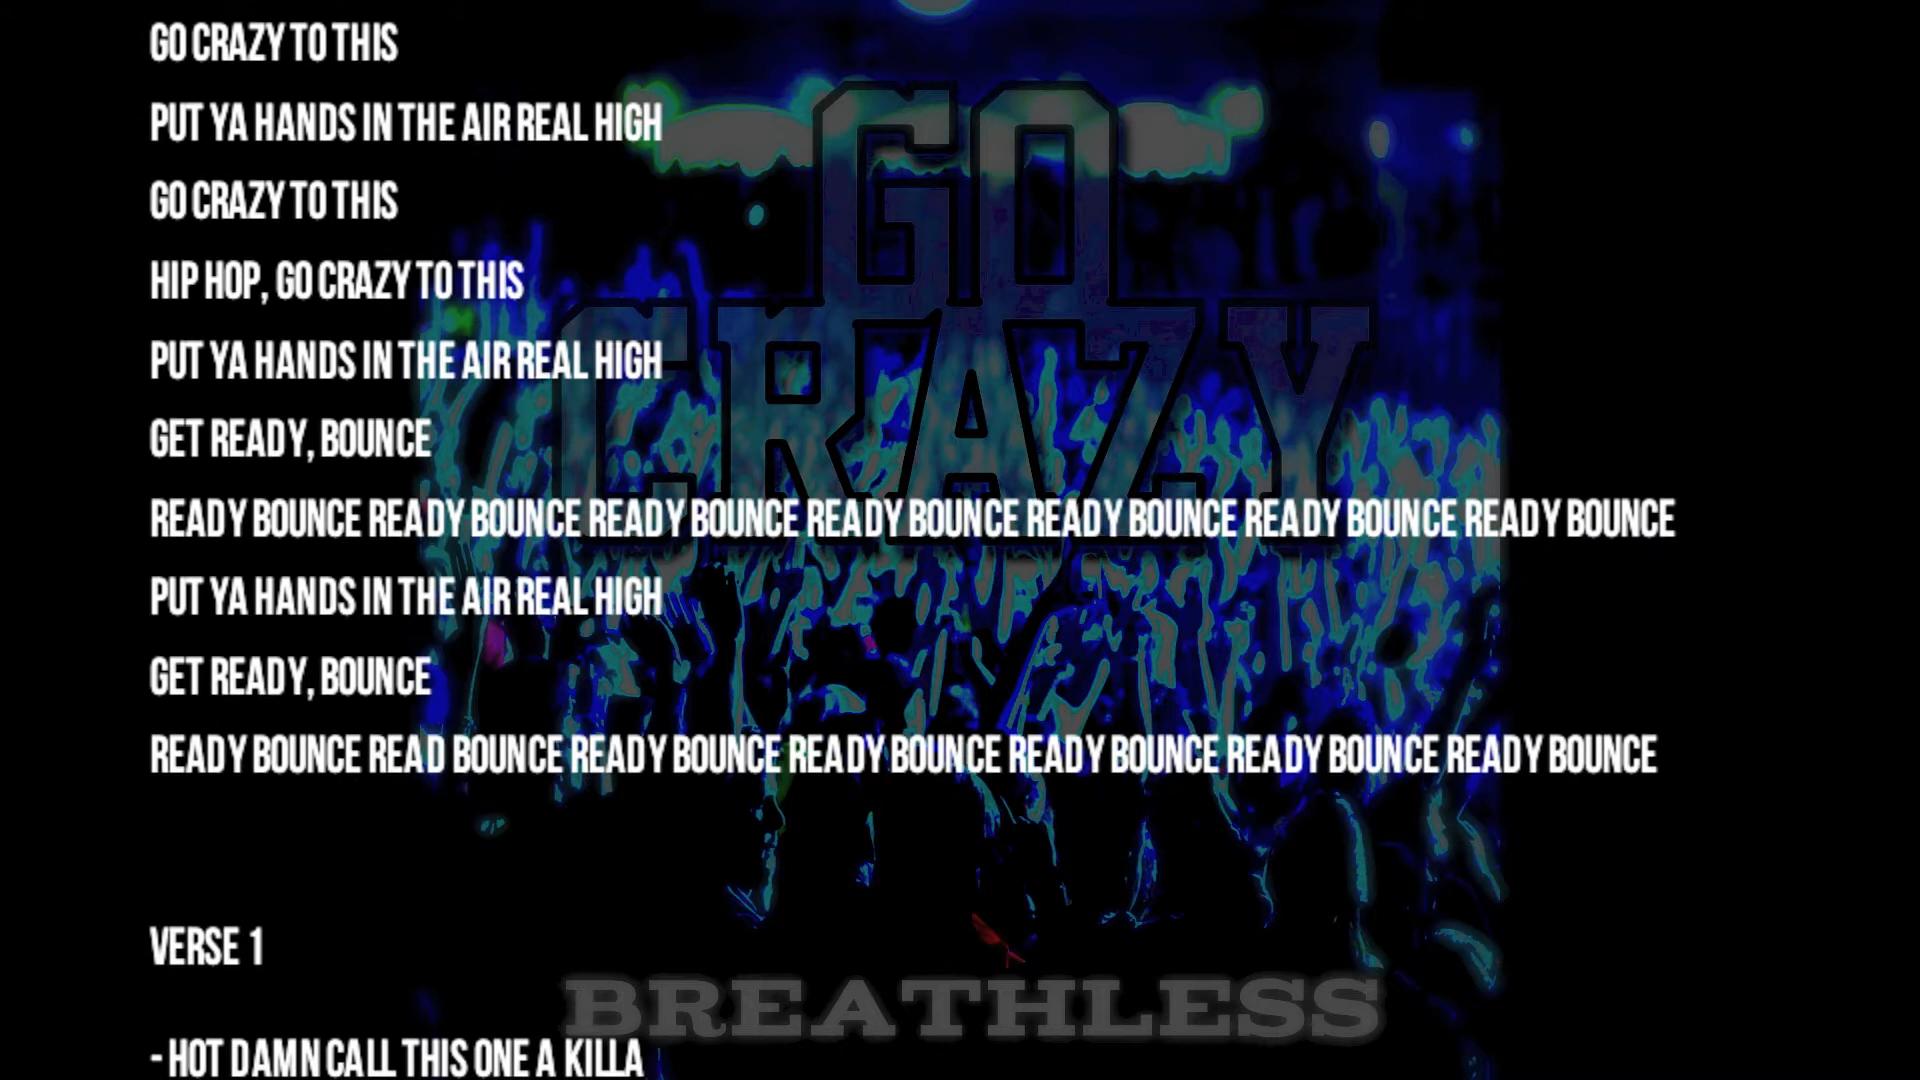 GO CRAZY TO THIS
PUT YA HANDS IN THE AIR REAL HIGH
GO CRAZY TO THIS
HIP HOP, GO CRAZY TO THIS
PUT YA HANDS IN THE AIR REAL HIGH
GET READY, BOUNCE
READY BOUNCE READY BOUNCE READY BOUNCE READY BOUNCE READY BOUNCE READY BOUNCE READY BOUNCE
PUT YA HANDS IN THE AIR REAL HIGH
GET READY, BOUNCE
READY BOUNCE READ BOUNCE READY BOUNCE READY BOUNCE READY BOUNCE READY BOUNCE READY BOUNCE
VERSE 1
- HOT DAMN CALL THIS ONE A KILLA
GO
CRAZY
BREATHLESS